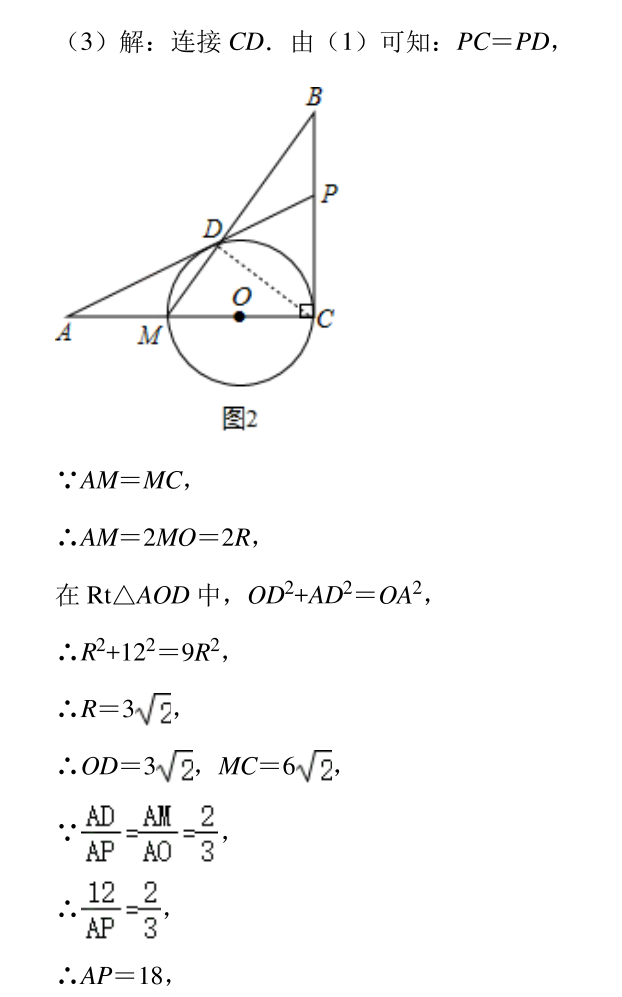 （3）解：连接 CD．由（1）可知：PC＝PD，
B
P
D
O
A
M
C
图2
∵AM＝MC，
∴AM＝2MO＝2R，
在 Rt△AOD 中，OD²+AD²＝OA²，
∴R²+12²＝9R²，
∴R＝3√2，
∴OD＝3√2，MC＝6√2，
∵AD/AP=AM/AO=2/3，
∴12/AP=2/3，
∴AP＝18，